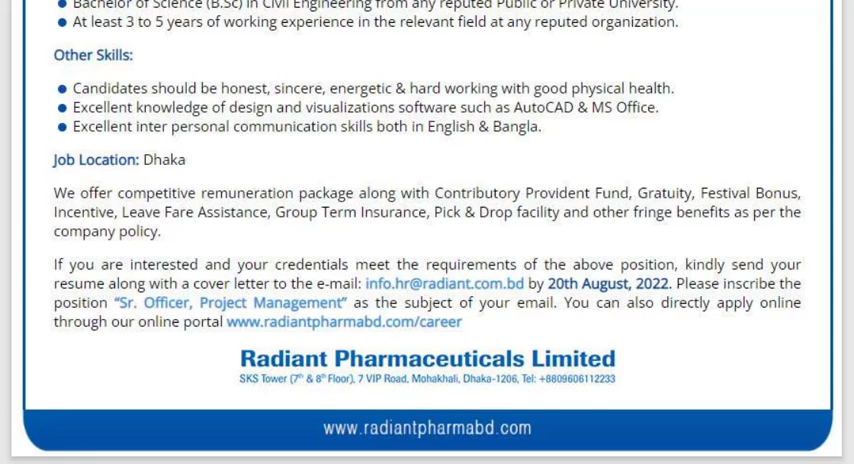 Bachelor of Science (B.Sc) in Civil Engineering from any reputed Public or Private University.
At least 3 to 5 years of working experience in the relevant field at any reputed organization.
Other Skills:
Candidates should be honest, sincere, energetic & hard working with good physical health.
Excellent knowledge of design and visualizations software such as AutoCAD & MS Office.
Excellent inter personal communication skills both in English & Bangla.
Job Location: Dhaka
We offer competitive remuneration package along with Contributory Provident Fund, Gratuity, Festival Bonus,
Incentive, Leave Fare Assistance, Group Term Insurance, Pick & Drop facility and other fringe benefits as per the
company policy.
If you are interested and your credentials meet the requirements of the above position, kindly send your
resume along with a cover letter to the e-mail: info.hr@radiant.com.bd by 20th August, 2022. Please inscribe the
position “Sr. Officer, Project Management” as the subject of your email. You can also directly apply online
through our online portal www.radiantpharmabd.com/career
Radiant Pharmaceuticals Limited
SKS Tower (7th & 8th Floor), 7 VIP Road, Mohakhali, Dhaka-1206, Tel: +8809606112233
www.radiantpharmabd.com